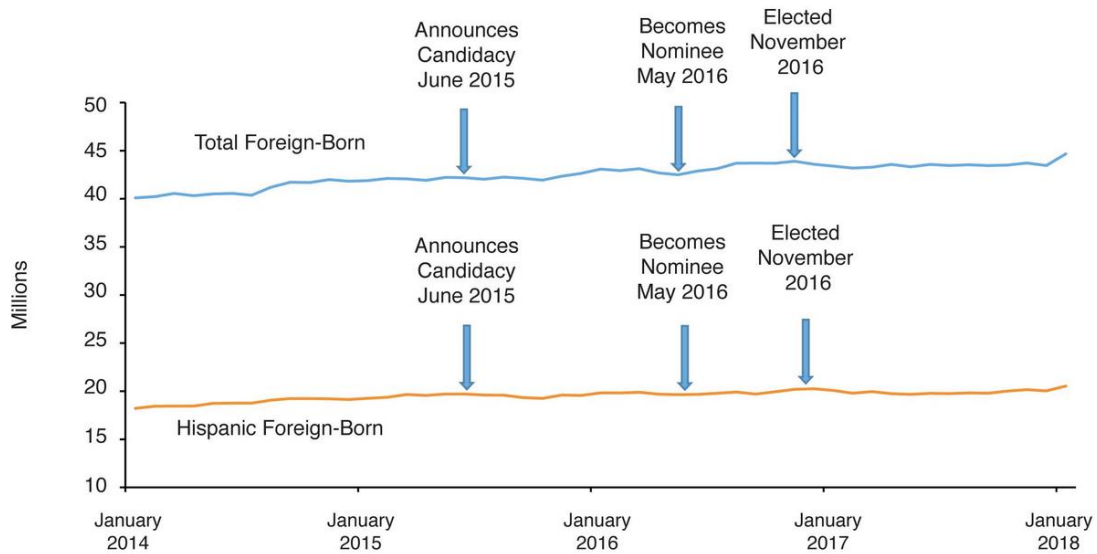 Announces
Candidacy
June 2015
Becomes
Nominee
May 2016
Elected
November
2016
50
45
40
35
30
25
20
15
10
Millions
Total Foreign-Born
Announces
Candidacy
June 2015
Becomes
Nominee
May 2016
Elected
November
2016
Hispanic Foreign-Born
January
2014
January
2015
January
2016
January
2017
January
2018